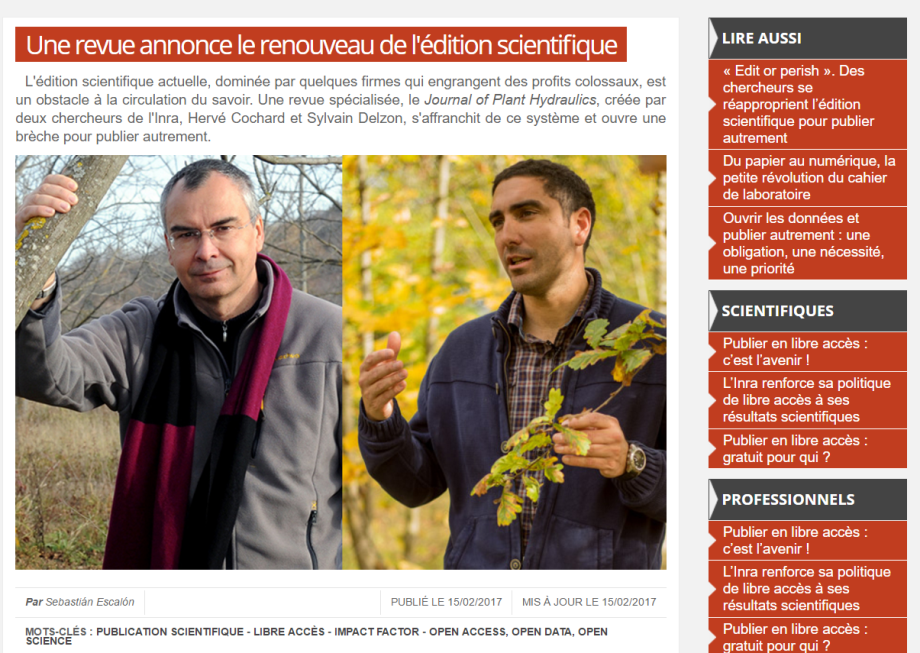 Une revue annonce le renouveau de l'édition scientifique
L'édition scientifique actuelle, dominée par quelques firmes qui engrangent des profits colossaux, est
un obstacle à la circulation du savoir. Une revue spécialisée, le Journal of Plant Hydraulics, créée par
deux chercheurs de l'Inra, Hervé Cochard et Sylvain Delzon, s'affranchit de ce système et ouvre une
brèche pour publier autrement.
Par Sebastián Escalón
PUBLIÉ LE 15/02/2017
MIS À JOUR LE 15/02/2017
MOTS-CLÉS : PUBLICATION SCIENTIFIQUE - LIBRE ACCÈS - IMPACT FACTOR - OPEN ACCESS, OPEN DATA, OPEN
SCIENCE
LIRE AUSSI
« Edit or perish ». Des
chercheurs se
réapproprient l'édition
scientifique pour publier
autrement
Du papier au numérique, la
petite révolution du cahier
de laboratoire
Ouvrir les données et
publier autrement : une
obligation, une nécessité,
une priorité
SCIENTIFIQUES
Publier en libre accès :
c'est l'avenir !
L'Inra renforce sa politique
de libre accès à ses
résultats scientifiques
Publier en libre accès :
gratuit pour qui ?
PROFESSIONNELS
Publier en libre accès :
c'est l'avenir !
L'Inra renforce sa politique
de libre accès à ses
résultats scientifiques
Publier en libre accès :
gratuit pour qui ?